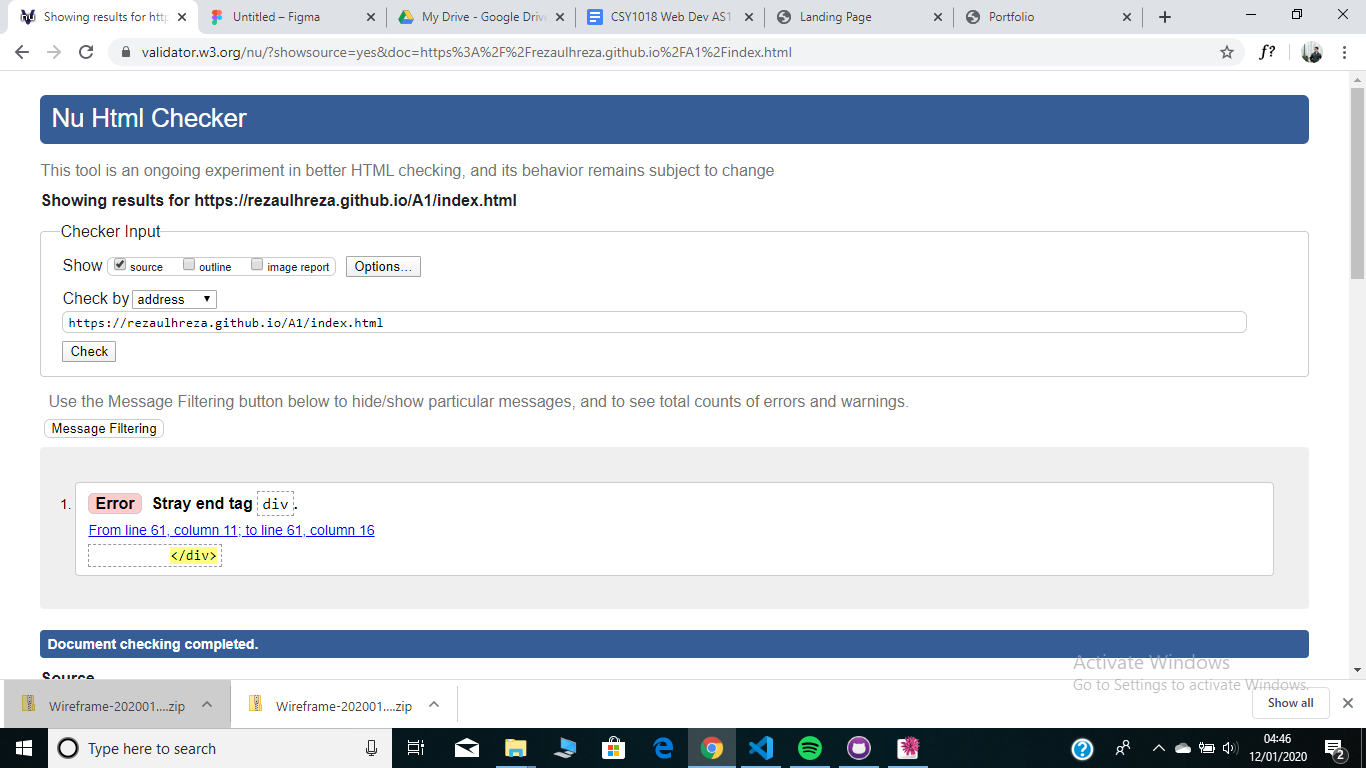 Showing results for http
Untitled – Figma
My Drive - Google Drive
CSY1018 Web Dev AS1
Landing Page
Portfolio
validator.w3.org/nu/?showsource=yes&doc=https%3A%2F%2Frezaulhreza.github.io%2FA1%2Findex.html
f?
Nu Html Checker
This tool is an ongoing experiment in better HTML checking, and its behavior remains subject to change
Showing results for https://rezaulhreza.github.io/A1/index.html
Checker Input
Show source outline image report Options...
Check by address
https://rezaulhreza.github.io/A1/index.html
Check
Use the Message Filtering button below to hide/show particular messages, and to see total counts of errors and warnings.
Message Filtering
1. Error Stray end tag div.
From line 61, column 11; to line 61, column 16
</div>
Document checking completed.
Source
Activate Windows
Go to Settings to activate Windows.
Wireframe-202001....zip
Wireframe-202001....zip
Show all
Type here to search
04:46
12/01/2020
2